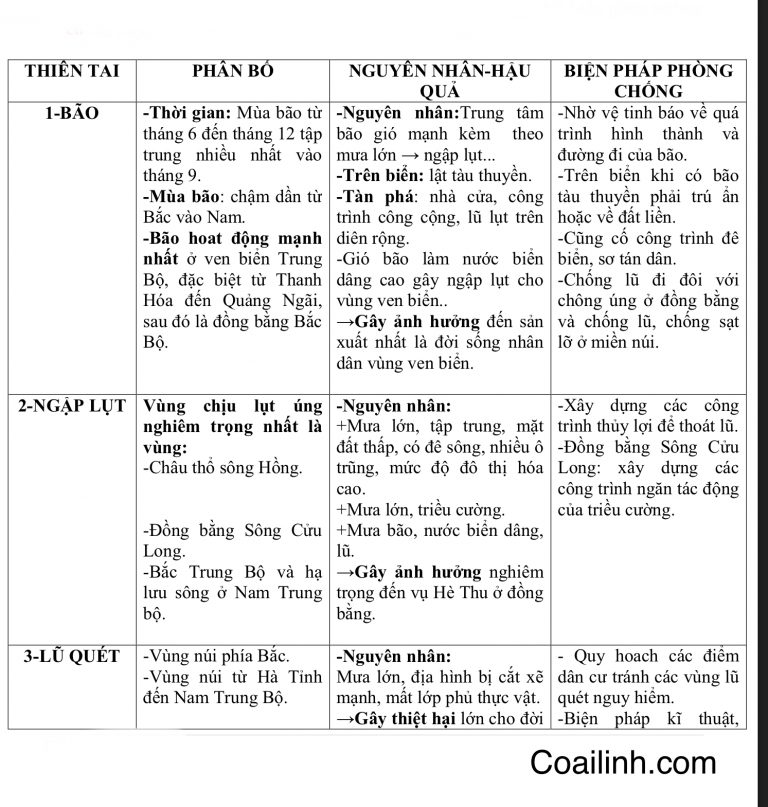 THIÊN TAI
PHÂN BỐ
NGUYÊN NHÂN-HẬU
QUẢ
BIỆN PHÁP PHÒNG
CHỐNG
1-BÃO
-Thời gian: Mùa bão từ
tháng 6 đến tháng 12 tập
trung nhiều nhất vào
tháng 9.
-Mùa bão: chậm dần từ
Bắc vào Nam.
-Bão hoat động mạnh
nhất ở ven biển Trung
Bộ, đặc biệt từ Thanh
Hóa đến Quảng Ngãi,
sau đó là đồng bằng Bắc
Bộ.
-Nguyên nhân:Trung tâm
bão gió mạnh kèm theo
mưa lớn → ngập lụt...
-Trên biển: lật tàu thuyền.
-Tàn phá: nhà cửa, công
trình công cộng, lũ lụt trên
diên rộng.
-Gió bão làm nước biển
dâng cao gây ngập lụt cho
vùng ven biển..
→Gây ảnh hưởng đến sản
xuất nhất là đời sống nhân
dân vùng ven biển.
-Nhờ vệ tinh báo về quá
trình hình thành và
đường đi của bão.
-Trên biển khi có bão
tàu thuyền phải trú ẩn
hoặc về đất liền.
-Cũng cố công trình đê
biển, sơ tán dân.
-Chống lũ đi đôi với
chông úng ở đồng bằng
và chống lũ, chống sạt
lỡ ở miền núi.
2-NGẬP LỤT
Vùng chịu lụt úng
nghiêm trọng nhất là
vùng:
-Châu thổ sông Hồng.
-Đồng bằng Sông Cửu
Long.
-Bắc Trung Bộ và hạ
lưu sông ở Nam Trung
bộ.
-Nguyên nhân:
+Mưa lớn, tập trung, mặt
đất thấp, có đê sông, nhiều ô
trũng, mức độ đô thị hóa
cao.
+Mưa lớn, triều cường.
+Mưa bão, nước biển dâng,
lũ.
→Gây ảnh hưởng nghiêm
trọng đến vụ Hè Thu ở đồng
bằng.
-Xây dựng các công
trình thủy lợi để thoát lũ.
-Đồng bằng Sông Cửu
Long: xây dựng các
công trình ngăn tác động
của triều cường.
3-LŨ QUÉT
-Vùng núi phía Bắc.
-Vùng núi từ Hà Tỉnh
đến Nam Trung Bộ.
-Nguyên nhân:
Mưa lớn, địa hình bị cắt xẽ
mạnh, mất lớp phủ thực vật.
→Gây thiệt hại lớn cho đời
- Quy hoach các điểm
dân cư tránh các vùng lũ
quét nguy hiểm.
-Biện pháp kĩ thuật,
Coailinh.com